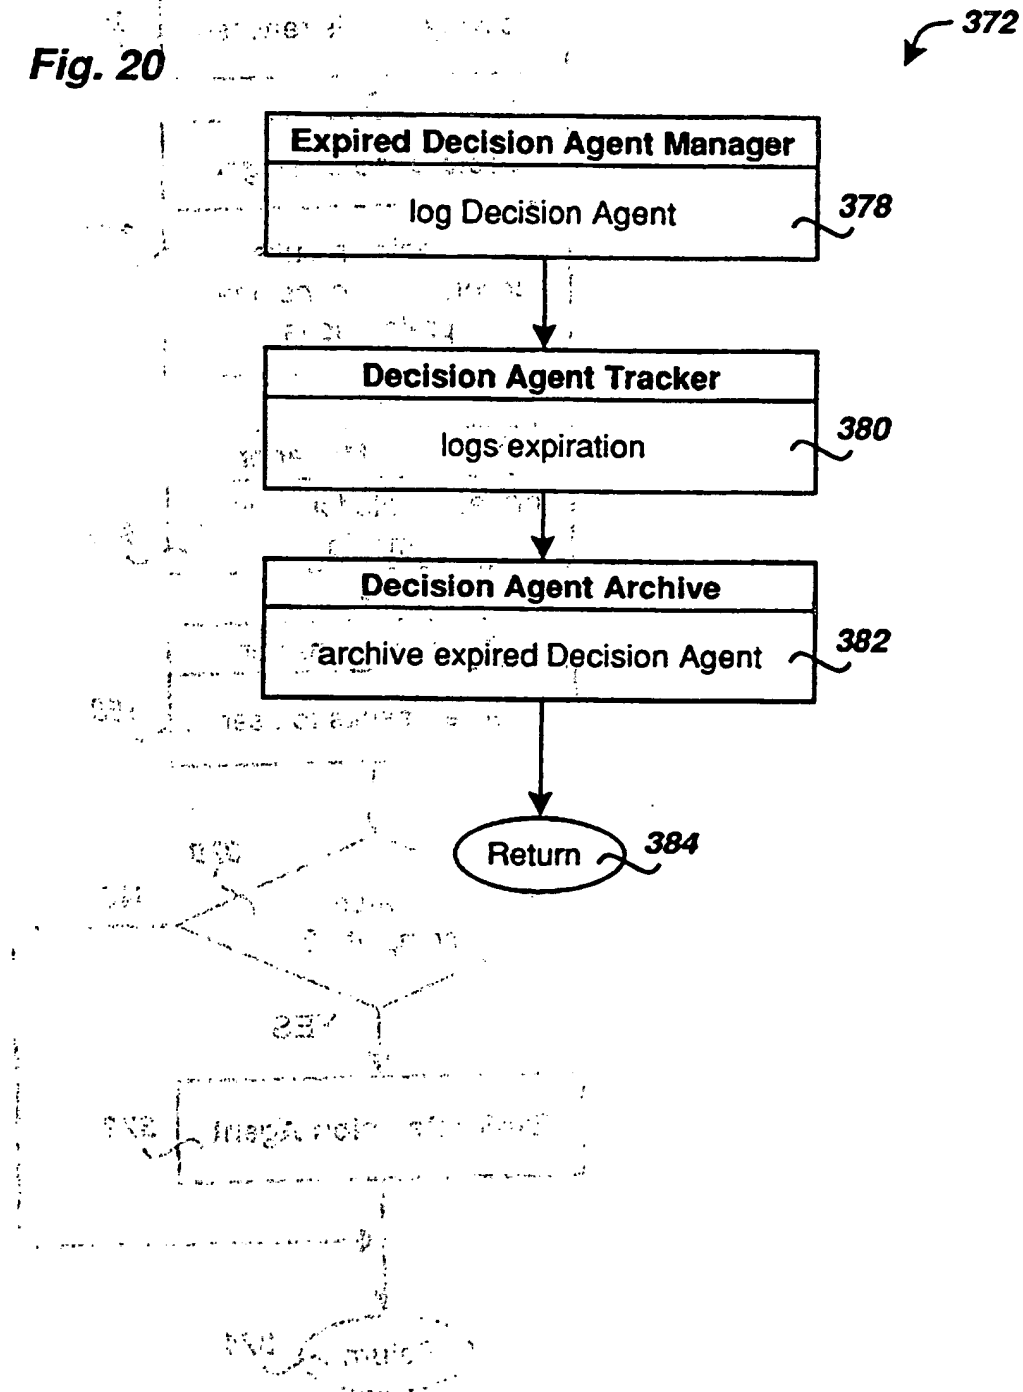 372
Fig. 20
Expired Decision Agent Manager
log Decision Agent
378
Decision Agent Tracker
logs expiration
380
Decision Agent Archive
archive expired Decision Agent
382
Return
384
YES